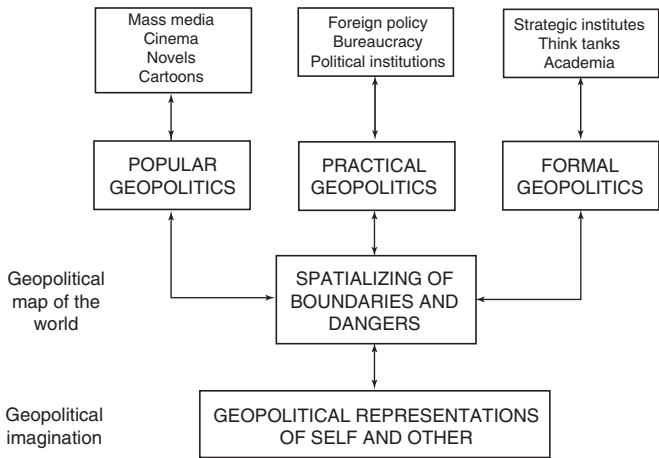 Mass media
Cinema
Novels
Cartoons
Foreign policy
Bureaucracy
Political institutions
Strategic institutes
Think tanks
Academia
POPULAR
GEOPOLITICS
PRACTICAL
GEOPOLITICS
FORMAL
GEOPOLITICS
Geopolitical
map of the
world
SPATIALIZING OF
BOUNDARIES AND
DANGERS
Geopolitical
imagination
GEOPOLITICAL REPRESENTATIONS
OF SELF AND OTHER